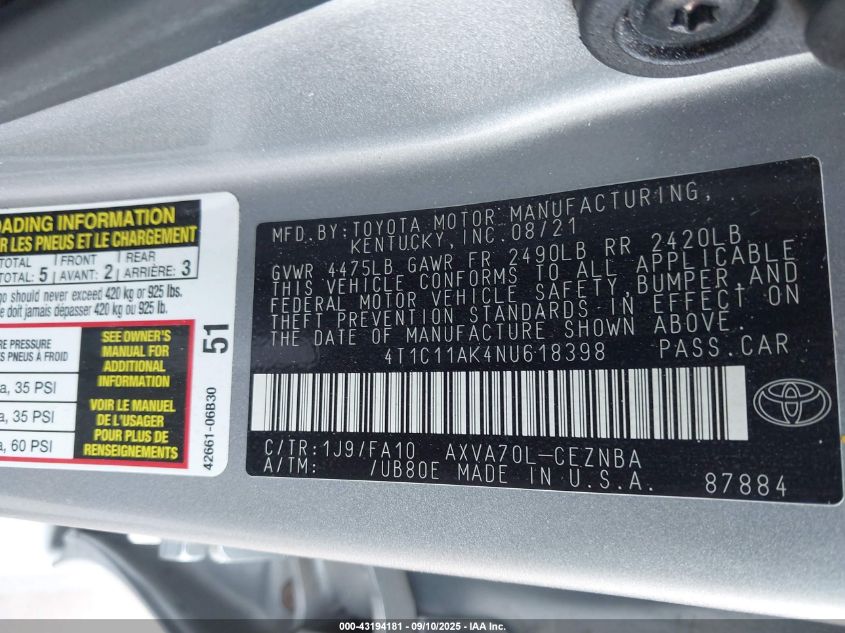 OADING INFORMATION
R LES PNEUS ET LE CHARGEMENT
TOTAL 5 FRONT 2 REAR 3
TOTAL: AVANT: ARRIÈRE:
go should never exceed 420 kg or 925 lbs.
e doit jamais dépasser 420 kg ou 925 lb.
E PRESSURE
PNEUS À FROID
a, 35 PSI
a, 35 PSI
a, 60 PSI
SEE OWNER'S
MANUAL FOR
ADDITIONAL
INFORMATION
VOIR LE MANUEL
DE L'USAGER
POUR PLUS DE
RENSEIGNEMENTS
51
42661-06B30
MFD. BY: TOYOTA MOTOR MANUFACTURING,
KENTUCKY, INC. 08/21
GVWR 4475LB GAWR FR 2490LB RR 2420LB
THIS VEHICLE CONFORMS TO ALL APPLICABLE
FEDERAL MOTOR VEHICLE SAFETY, BUMPER, AND
THEFT PREVENTION STANDARDS IN EFFECT ON
THE DATE OF MANUFACTURE SHOWN ABOVE.
4T1C11AK4NU618398 PASS. CAR
C/TR: 1J9/FA10 AXVA70L-CEZNBA
A/TM: /UB80E MADE IN U.S.A. 87884
000-43194181 - 09/10/2025 - IAA Inc.